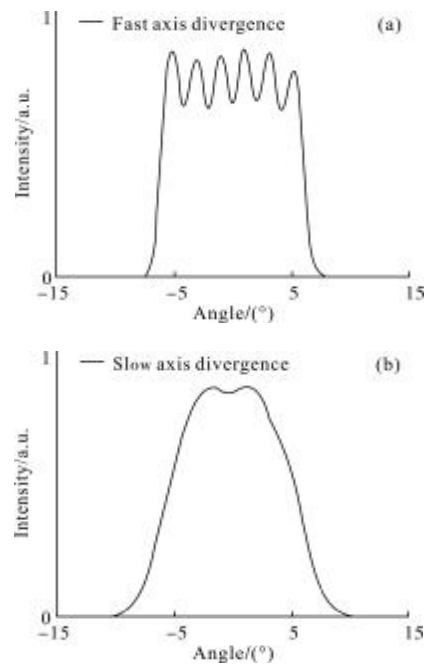 1
Fast axis divergence
(a)
Intensity/a.u.
0
−15
−5
5
15
Angle/(°)
1
Slow axis divergence
(b)
Intensity/a.u.
0
−15
−5
5
15
Angle/(°)